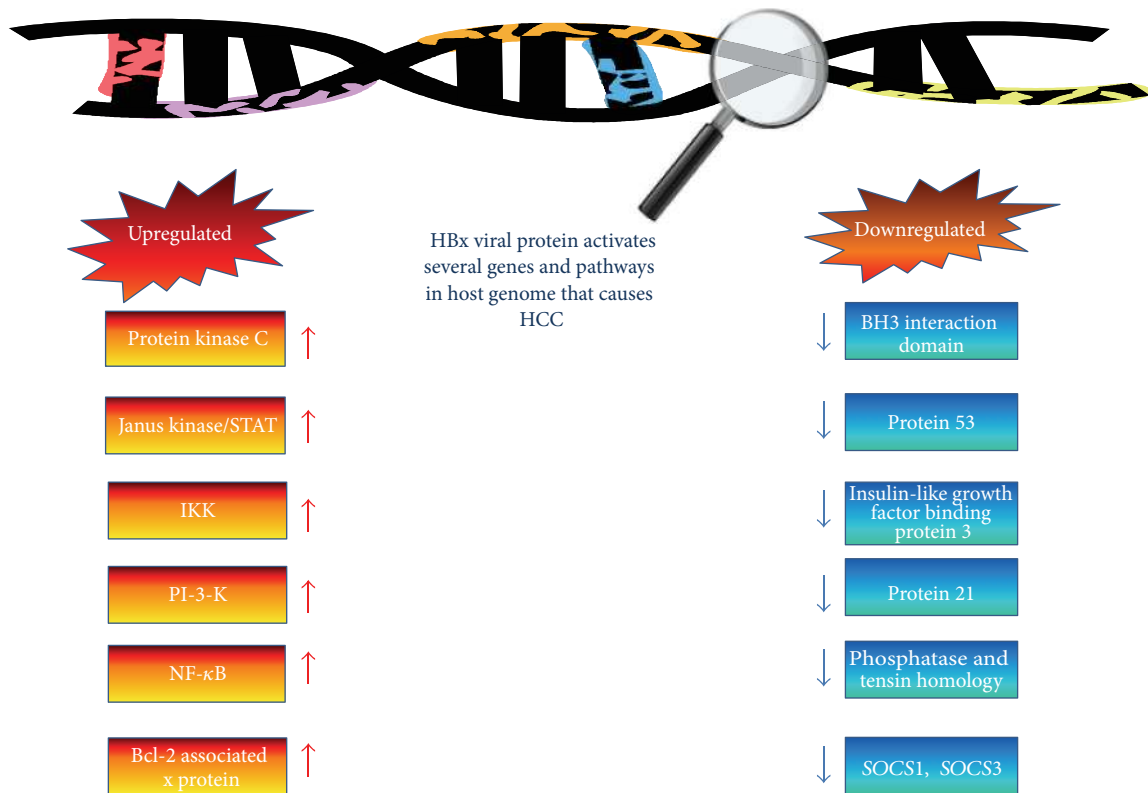 Upregulated
HBx viral protein activates
several genes and pathways
in host genome that causes
HCC
Downregulated
Protein kinase C
Janus kinase/STAT
IKK
PI-3-K
NF-κB
Bcl-2 associated
x protein
BH3 interaction
domain
Protein 53
Insulin-like growth
factor binding
protein 3
Protein 21
Phosphatase and
tensin homology
SOCS1, SOCS3